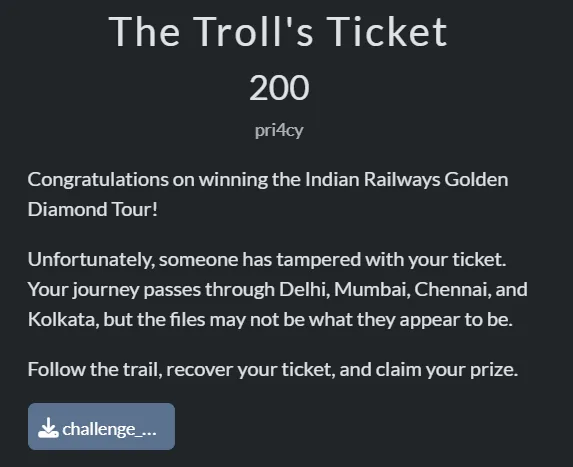 The Troll's Ticket
200
pri4cy
Congratulations on winning the Indian Railways Golden
Diamond Tour!
Unfortunately, someone has tampered with your ticket.
Your journey passes through Delhi, Mumbai, Chennai, and
Kolkata, but the files may not be what they appear to be.
Follow the trail, recover your ticket, and claim your prize.
challenge_...